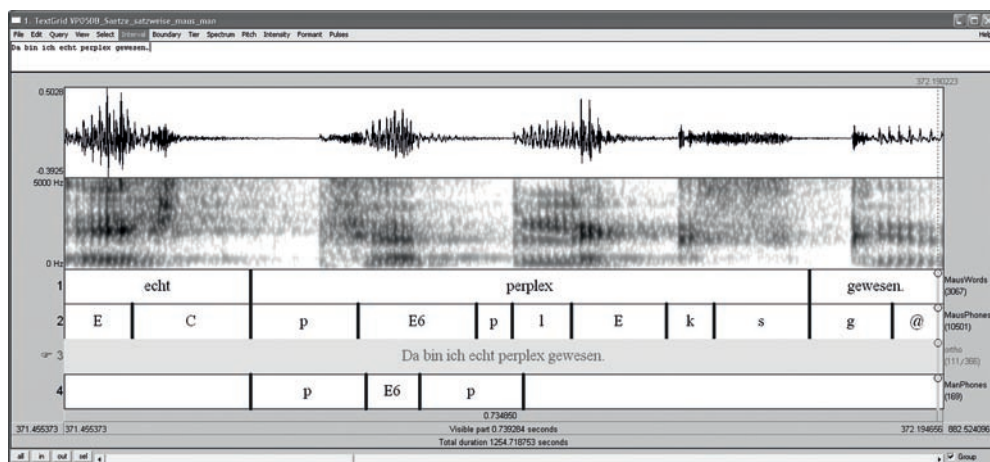 1. TextGrid VP050B_Saetze_satzweise_maus_man
File Edit Query View Select Interval Boundary Tier Spectrum Pitch Intensity Formant Pulses Help
Da bin ich echt perplex gewesen.
372.190223
0.5028
-0.3925
5000 Hz
0 Hz
1 echt perplex gewesen. MausWords (3067)
2 E C p E6 p l E k s g @ MausPhones (10501)
3 Da bin ich echt perplex gewesen. ortho (111/366)
4 p E6 p ManPhones (169)
0.734850
371.455373 371.455373 Visible part 0.739284 seconds 372.194656 882.524096
Total duration 1254.718753 seconds
all in out sel Group